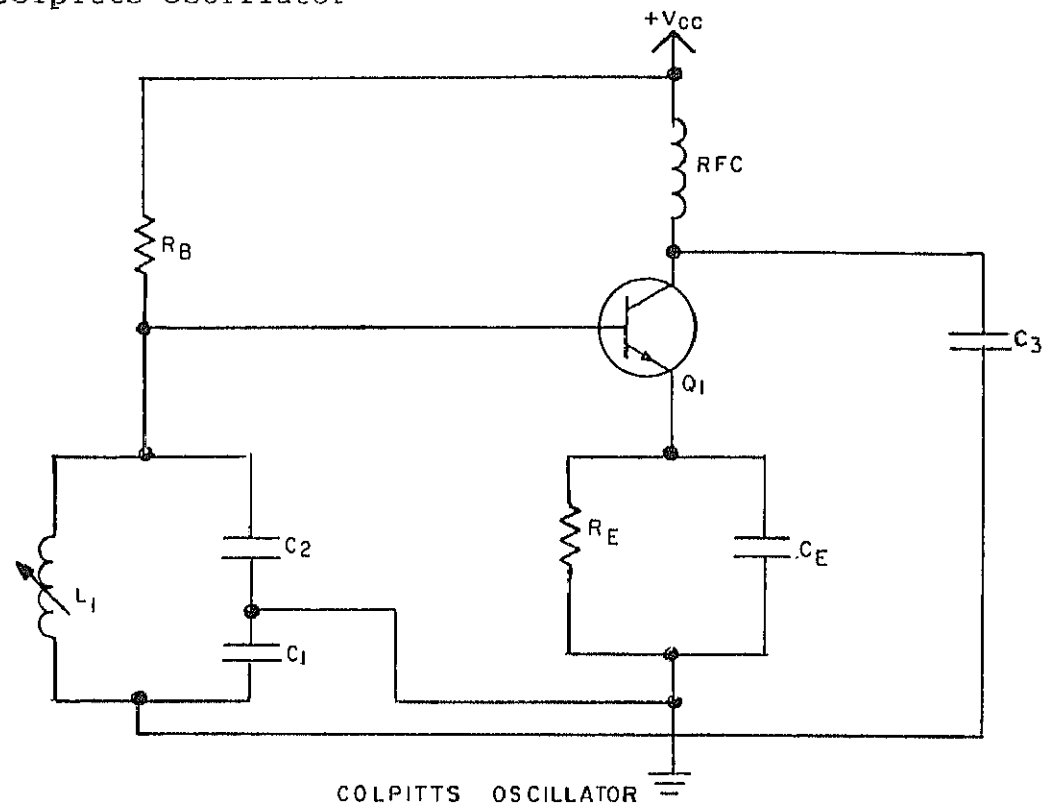 Colpitts Oscillator
+VCC
RFC
RB
C3
Q1
C2
RE
CE
L1
C1
COLPITTS OSCILLATOR